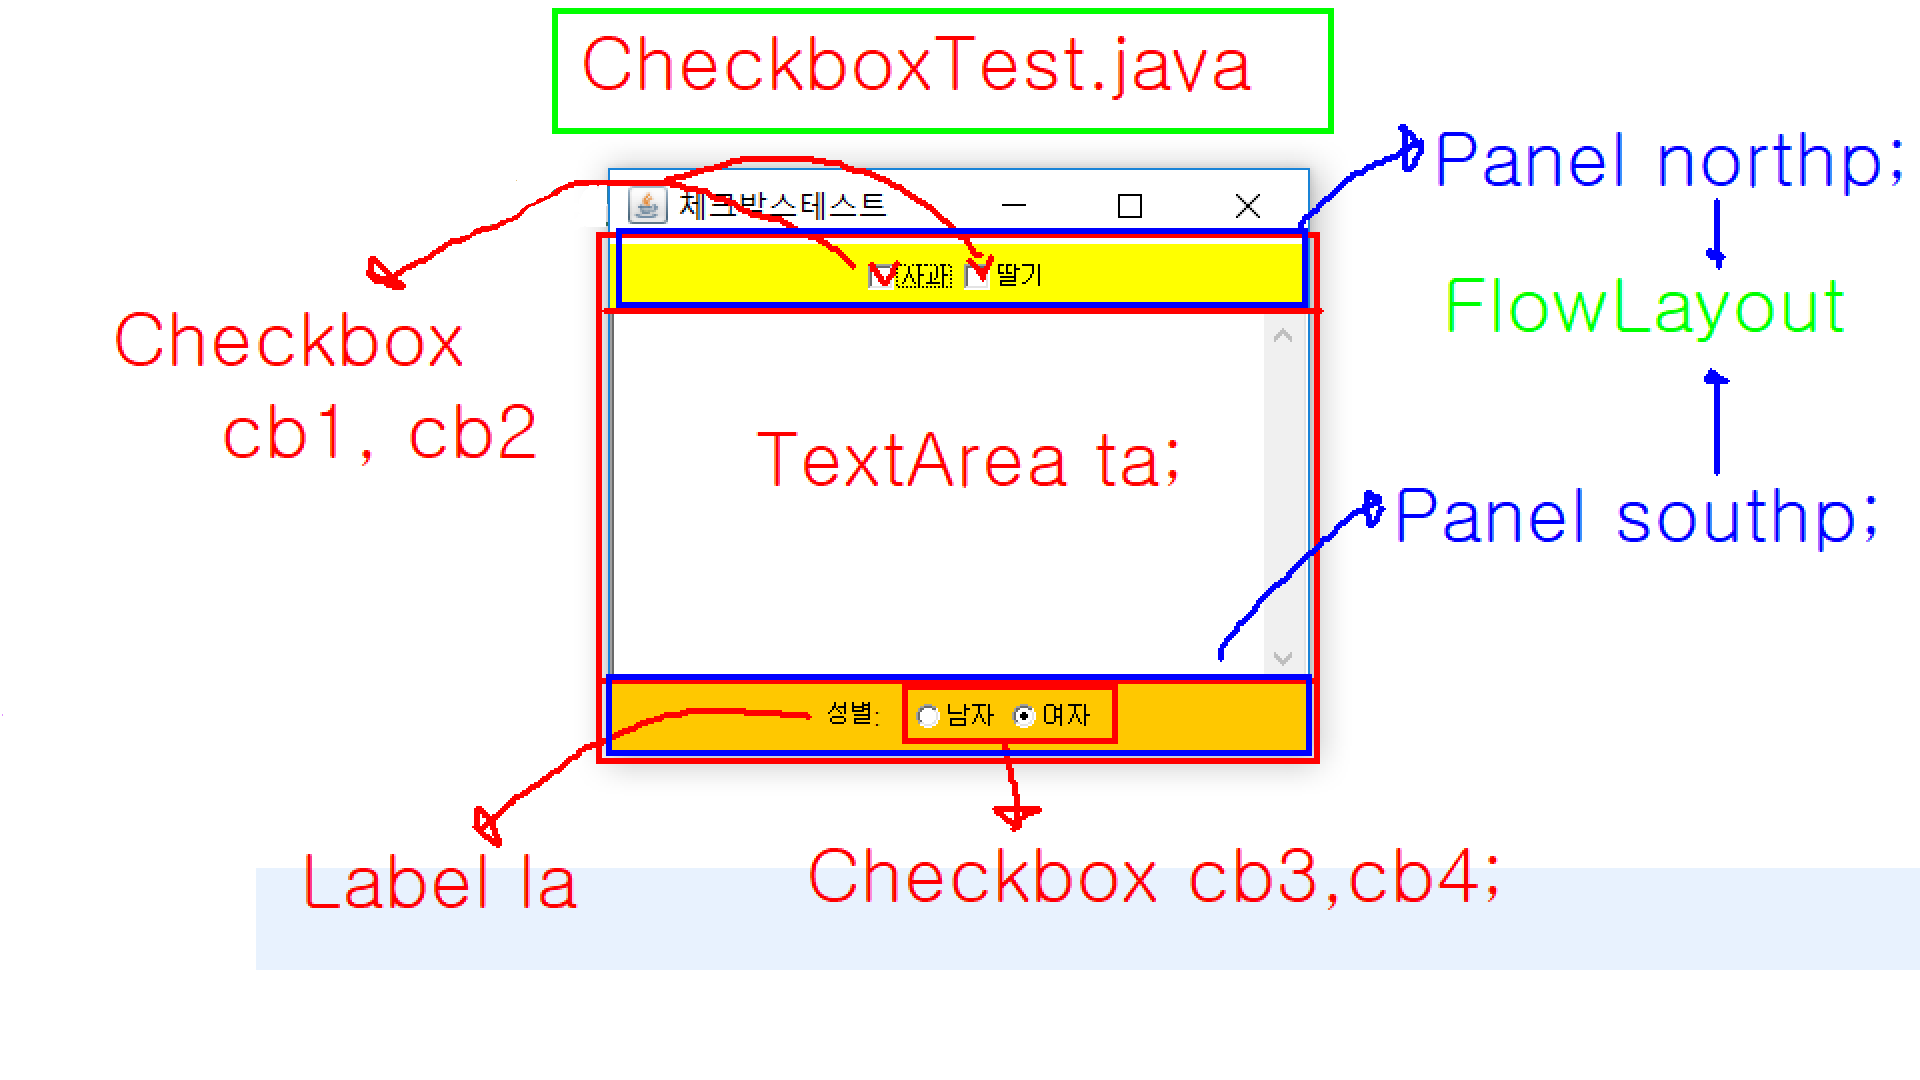 CheckboxTest.java
Panel northp;
체크박스테스트
사과 딸기
FlowLayout
Checkbox
cb1, cb2
TextArea ta;
Panel southp;
성별: 남자 여자
Label la
Checkbox cb3,cb4;